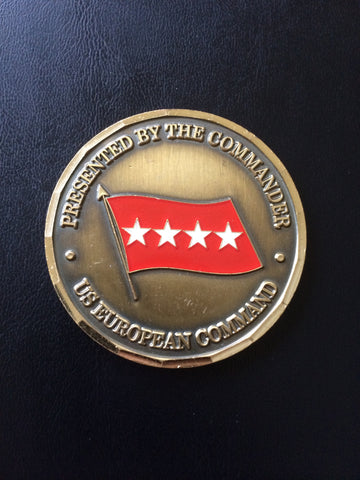 PRESENTED BY THE COMMANDER
US EUROPEAN COMMAND